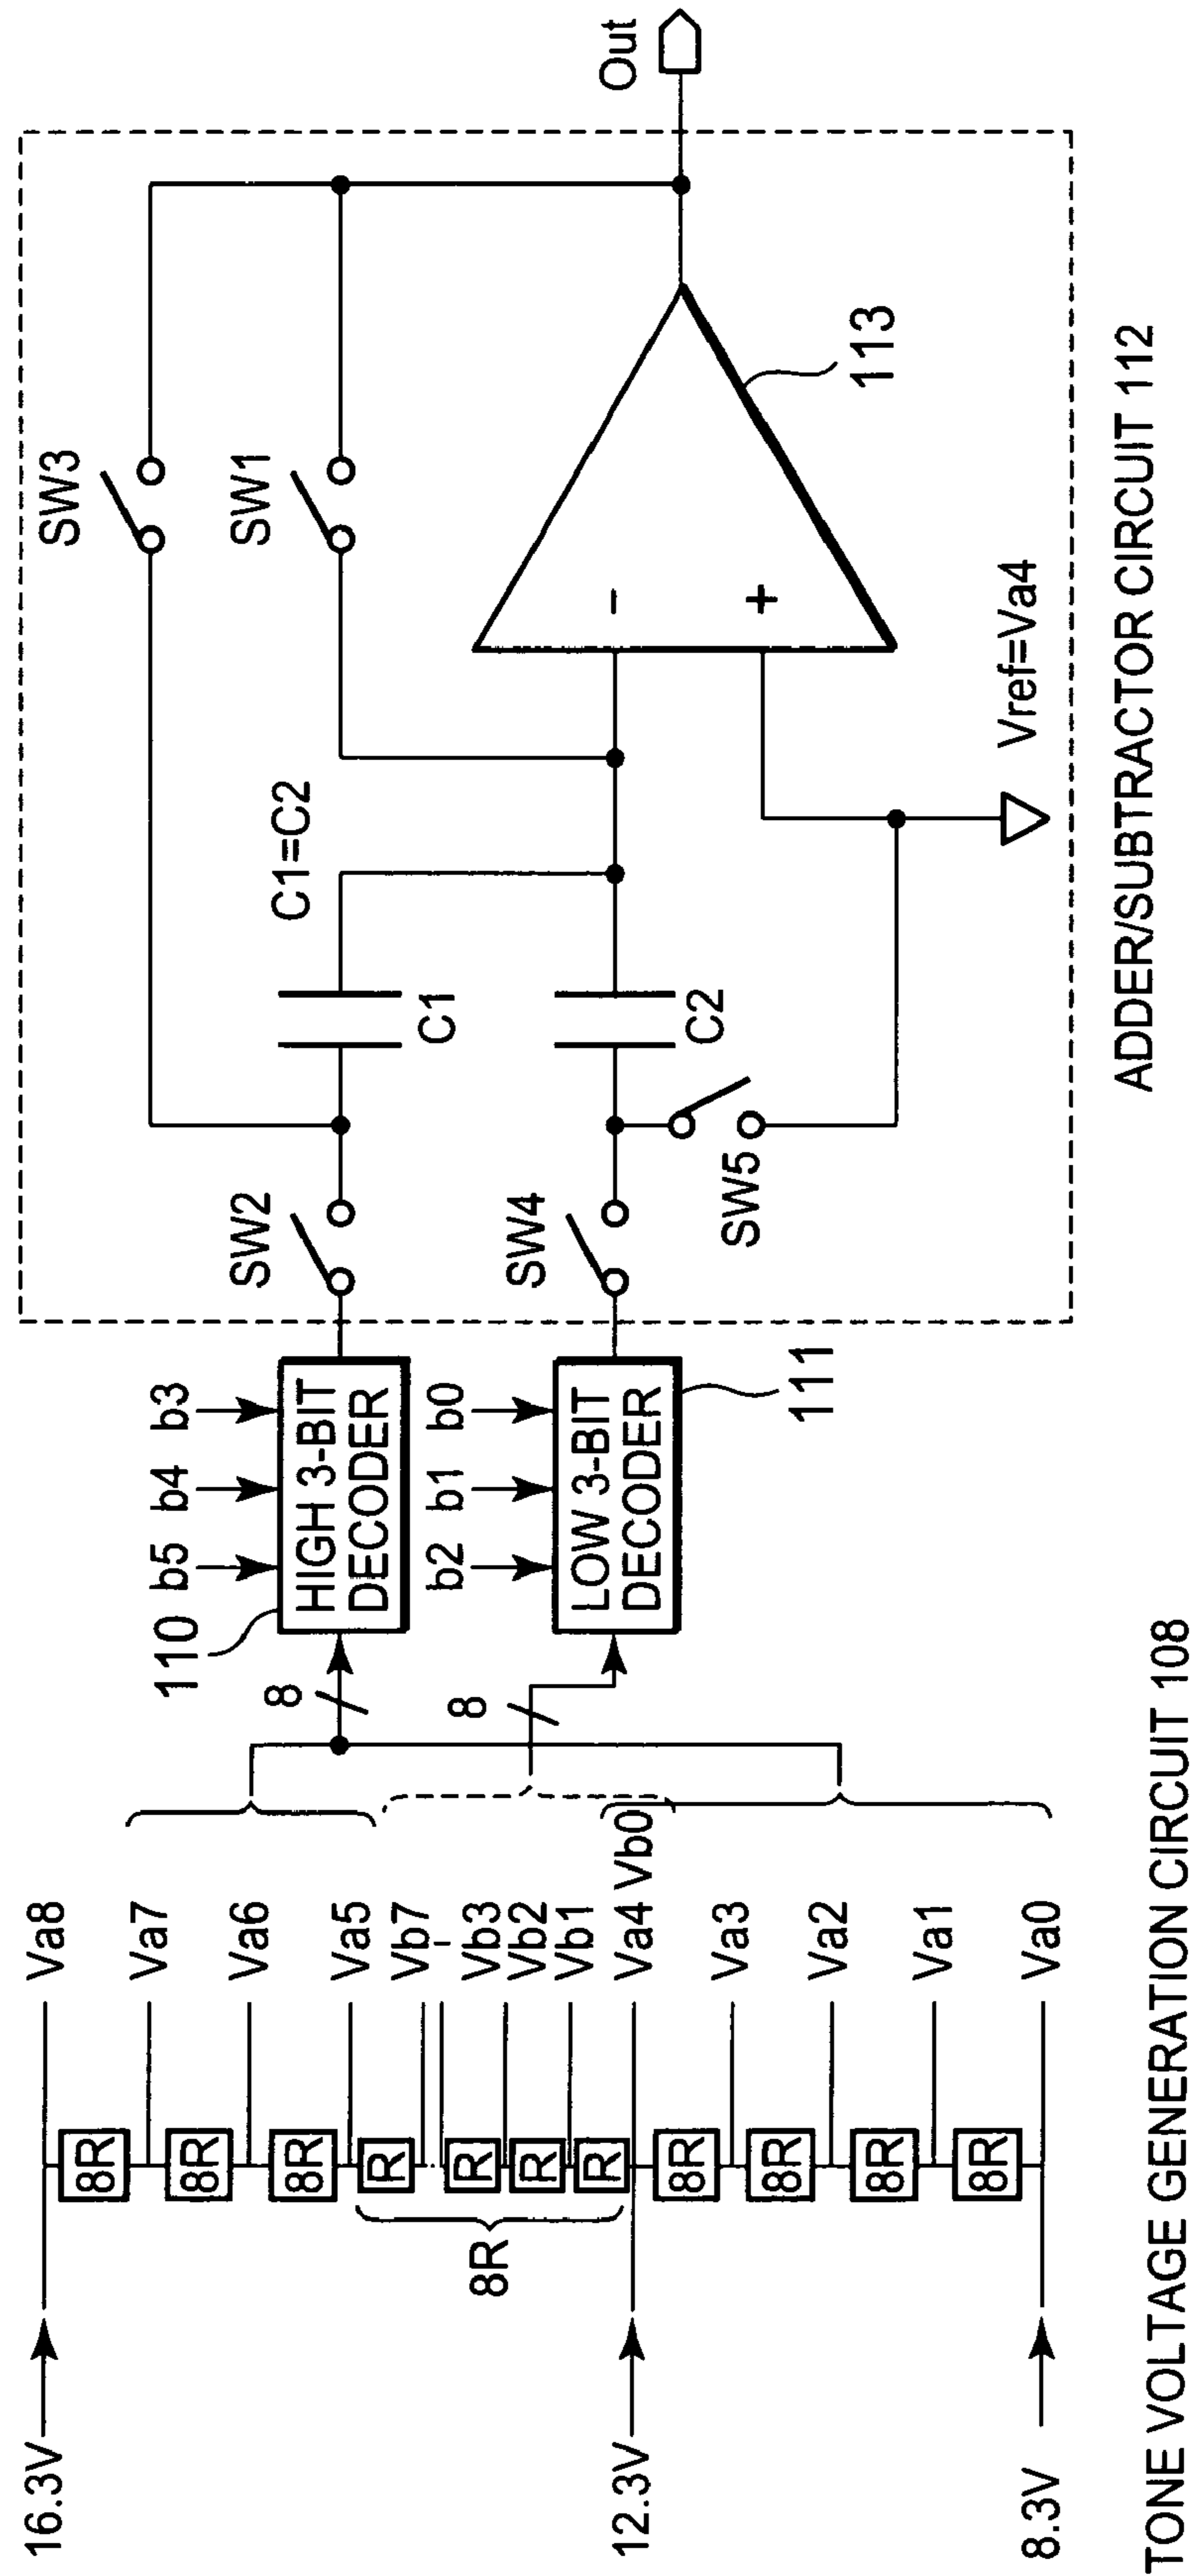 16.3V
12.3V
8.3V
8R
8R
8R
R
R
R
R
8R
8R
8R
8R
8R
Va8
Va7
Va6
Va5
Vb7
Vb3
Vb2
Vb1
Va4 Vb0
Va3
Va2
Va1
Va0
TONE VOLTAGE GENERATION CIRCUIT 108
8
8
110
b5 b4 b3
HIGH 3-BIT
DECODER
b2 b1 b0
LOW 3-BIT
DECODER
111
SW2
SW4
SW5
C1
C2
C1=C2
SW3
SW1
-
+
113
Vref=Va4
Out
ADDER/SUBTRACTOR CIRCUIT 112